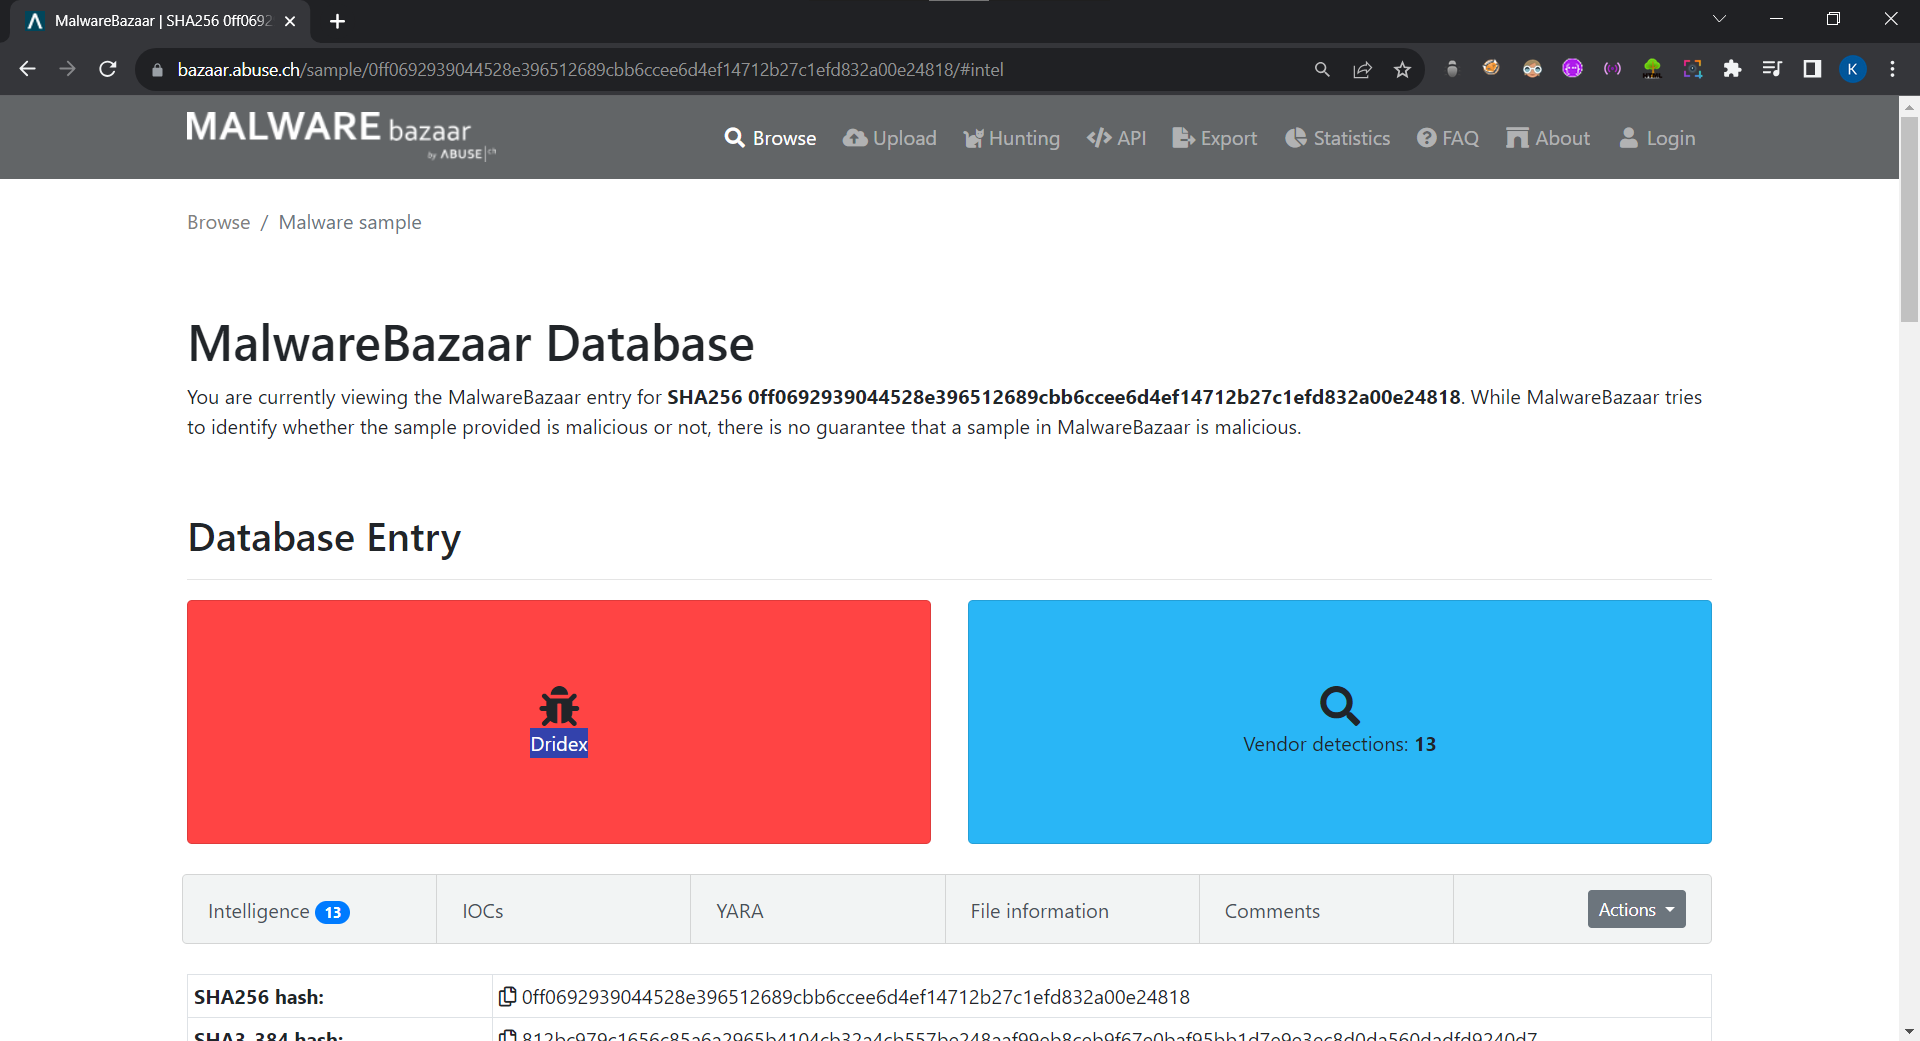 MalwareBazaar | SHA256 0ff0692
bazaar.abuse.ch/sample/0ff0692939044528e396512689cbb6ccee6d4ef14712b27c1efd832a00e24818/#intel
K
MALWARE bazaar
by ABUSE|ch
Browse Upload Hunting API Export Statistics FAQ About Login
Browse / Malware sample
MalwareBazaar Database
You are currently viewing the MalwareBazaar entry for SHA256 0ff0692939044528e396512689cbb6ccee6d4ef14712b27c1efd832a00e24818. While MalwareBazaar tries
to identify whether the sample provided is malicious or not, there is no guarantee that a sample in MalwareBazaar is malicious.
Database Entry
Dridex
Vendor detections: 13
Intelligence 13 IOCs YARA File information Comments Actions
SHA256 hash: 0ff0692939044528e396512689cbb6ccee6d4ef14712b27c1efd832a00e24818
SHA3-384 hash: